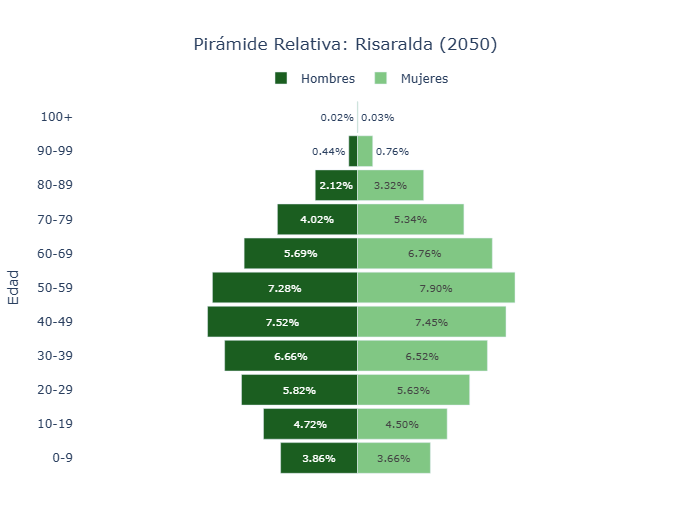 Pirámide Relativa: Risaralda (2050)
Hombres Mujeres
100+ 0.02% 0.03%
90-99 0.44% 0.76%
80-89 2.12% 3.32%
70-79 4.02% 5.34%
60-69 5.69% 6.76%
Edad
50-59 7.28% 7.90%
40-49 7.52% 7.45%
30-39 6.66% 6.52%
20-29 5.82% 5.63%
10-19 4.72% 4.50%
0-9 3.86% 3.66%